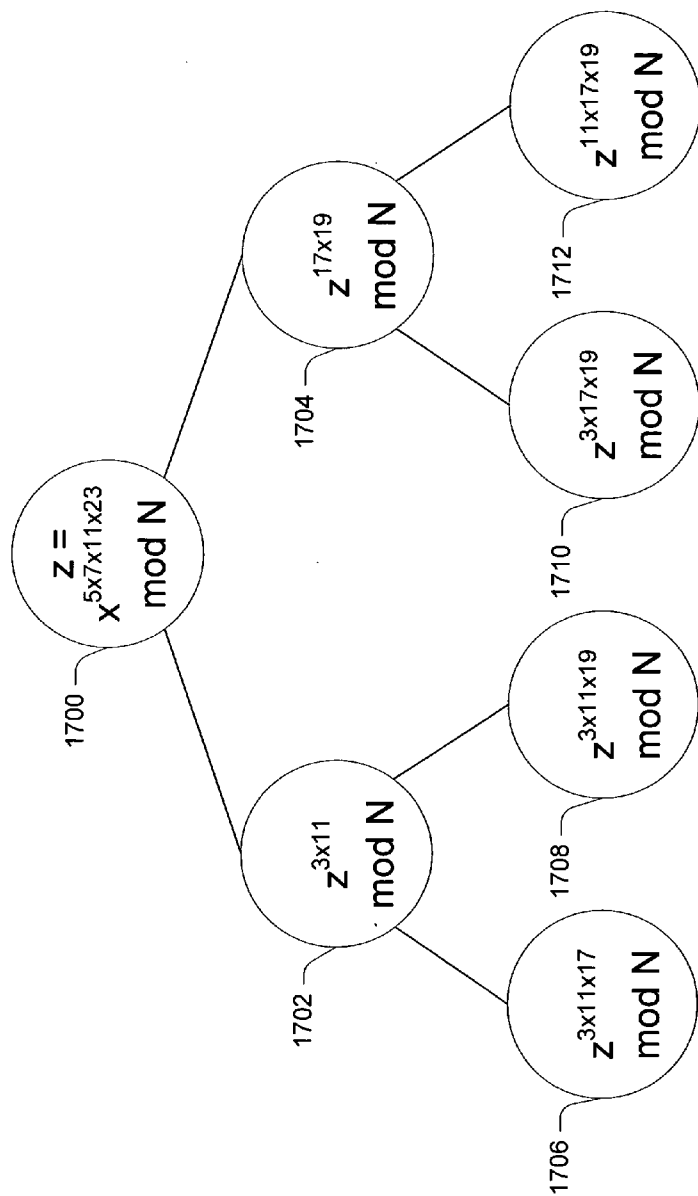 z =
x^5x7x11x23
mod N
1700
z^3x11
mod N
1702
z^17x19
mod N
1704
z^3x11x17
mod N
1706
z^3x11x19
mod N
1708
z^3x17x19
mod N
1710
z^11x17x19
mod N
1712